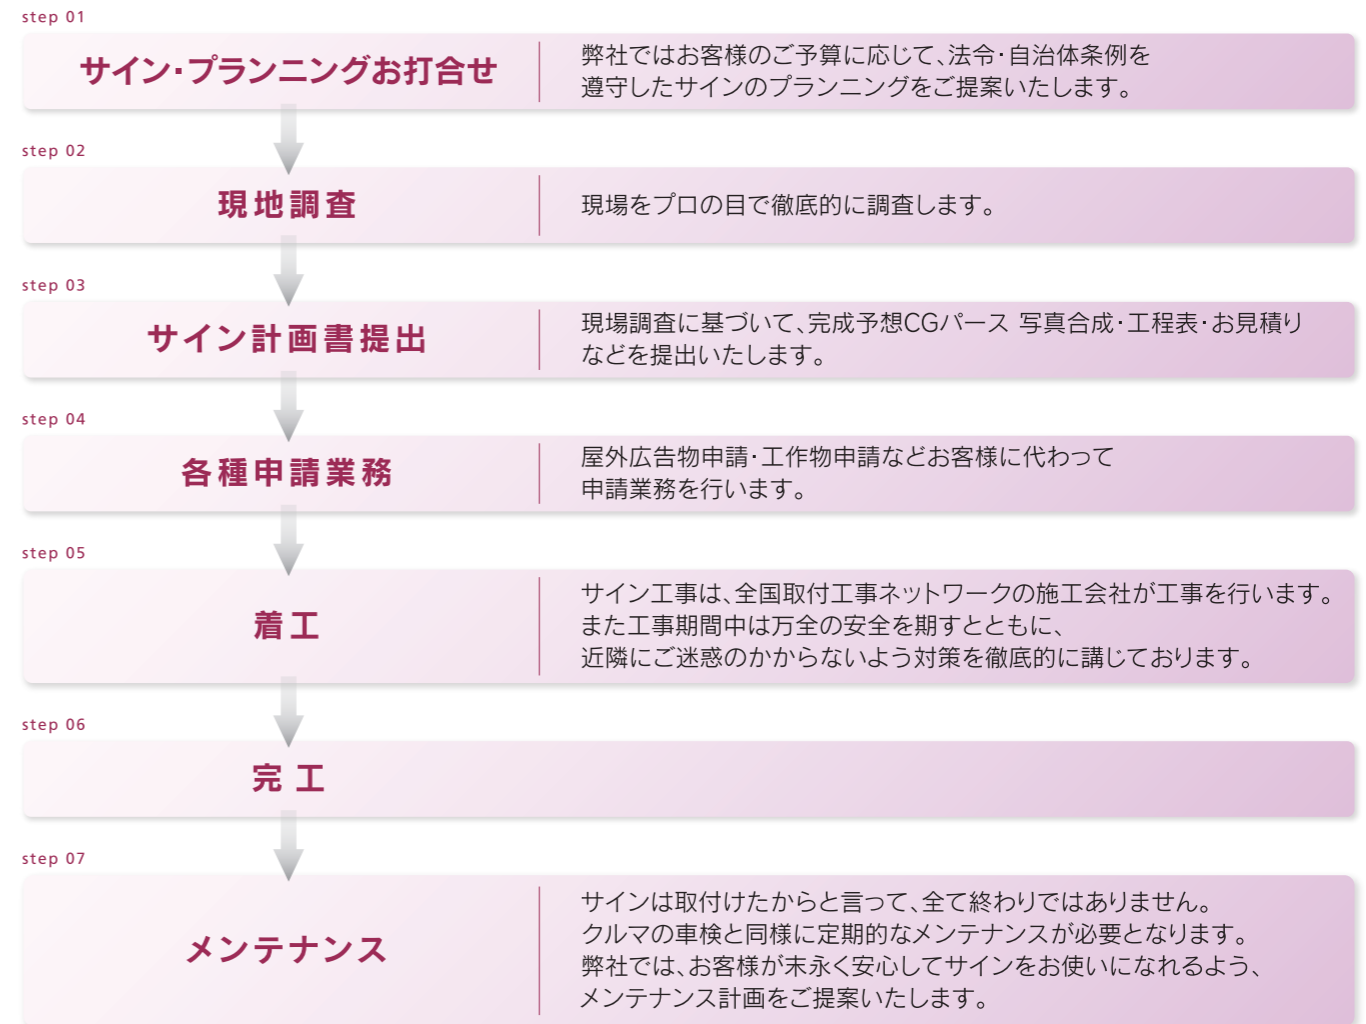 step 01
サイン・プランニングお打合せ
弊社ではお客様のご予算に応じて、法令・自治体条例を
遵守したサインのプランニングをご提案いたします。
step 02
現地調査
現場をプロの目で徹底的に調査します。
step 03
サイン計画書提出
現場調査に基づいて、完成予想CGパース 写真合成・工程表・お見積り
などを提出いたします。
step 04
各種申請業務
屋外広告物申請・工作物申請などお客様に代わって
申請業務を行います。
step 05
着工
サイン工事は、全国取付工事ネットワークの施工会社が工事を行います。
また工事期間中は万全の安全を期すとともに、
近隣にご迷惑のかからないよう対策を徹底的に講じております。
step 06
完 工
step 07
メンテナンス
サインは取付けたからと言って、全て終わりではありません。
クルマの車検と同様に定期的なメンテナンスが必要となります。
弊社では、お客様が末永く安心してサインをお使いになれるよう、
メンテナンス計画をご提案いたします。